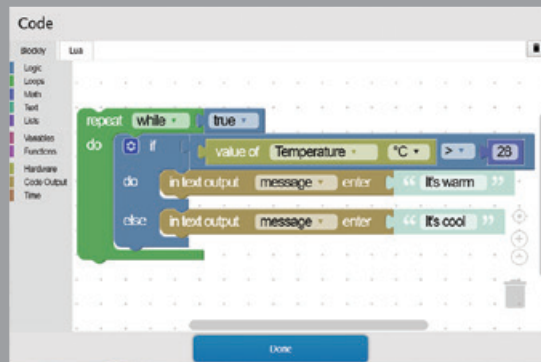 Code
Blockly Lua
Logic
Loops
Math
Text
Lists
Variables
Functions
Hardware
Code Output
Time
repeat while true
do if value of Temperature °C > 28
do in text output message enter “ It's warm ”
else in text output message enter “ It's cool ”
Done